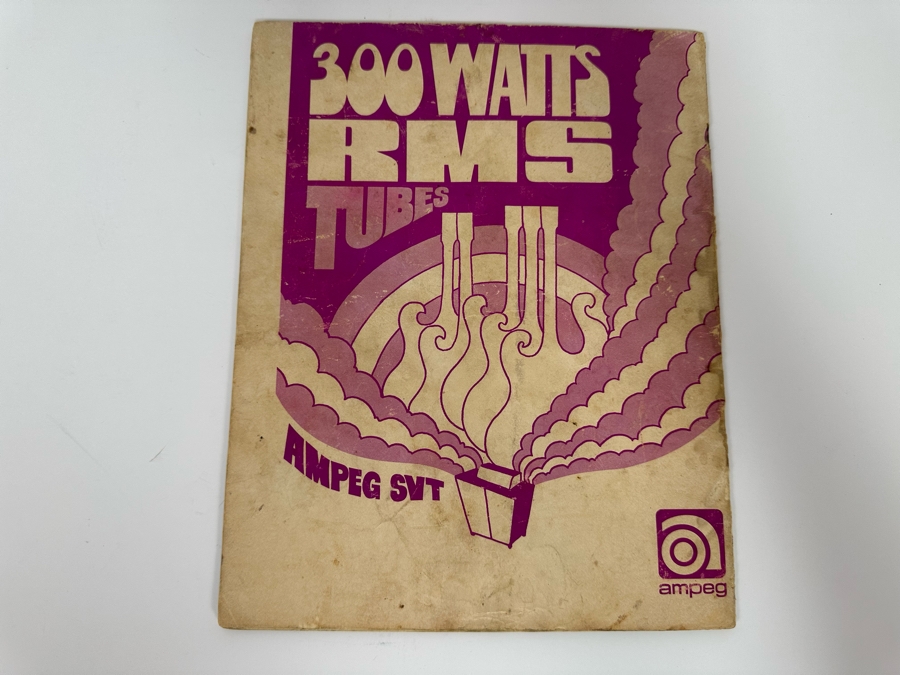 300 WATTS
RMS
TUBES
AMPEG SVT
ampeg